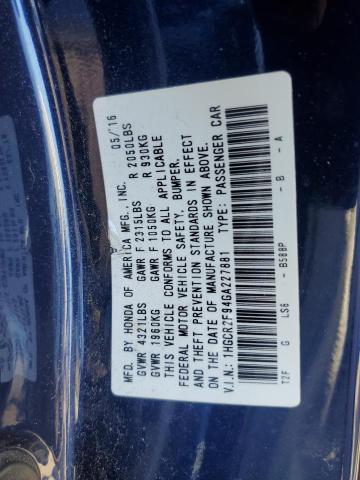 MFD. BY HONDA OF AMERICA MFG., INC. 05/16
GVWR 4321LBS GAWR F 2315LBS R 2050LBS
GVWR 1960KG GAWR F 1050KG R 930KG
THIS VEHICLE CONFORMS TO ALL APPLICABLE
FEDERAL MOTOR VEHICLE SAFETY, BUMPER,
AND THEFT PREVENTION STANDARDS IN EFFECT
ON THE DATE OF MANUFACTURE SHOWN ABOVE.
V.I.N.: 1HGCR2F94GA227881 TYPE: PASSENGER CAR
T2F G LS8 - B588P - B - A